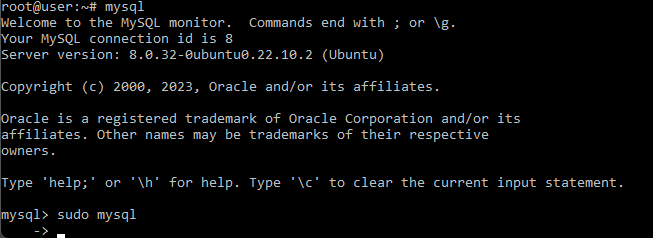 root@user:~# mysql
Welcome to the MySQL monitor.  Commands end with ; or \g.
Your MySQL connection id is 8
Server version: 8.0.32-0ubuntu0.22.10.2 (Ubuntu)
Copyright (c) 2000, 2023, Oracle and/or its affiliates.
Oracle is a registered trademark of Oracle Corporation and/or its
affiliates. Other names may be trademarks of their respective
owners.
Type 'help;' or '\h' for help. Type '\c' to clear the current input statement.
mysql> sudo mysql
    ->